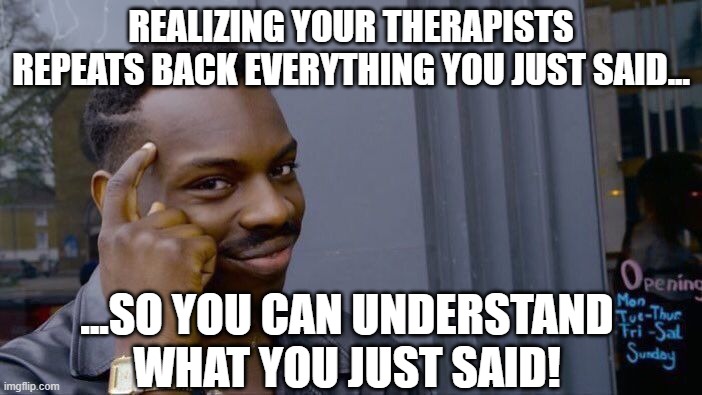 REALIZING YOUR THERAPISTS
REPEATS BACK EVERYTHING YOU JUST SAID...
...SO YOU CAN UNDERSTAND
WHAT YOU JUST SAID!
Opening
Mon
Tue-Thur
Fri-Sat
Sunday
imgflip.com